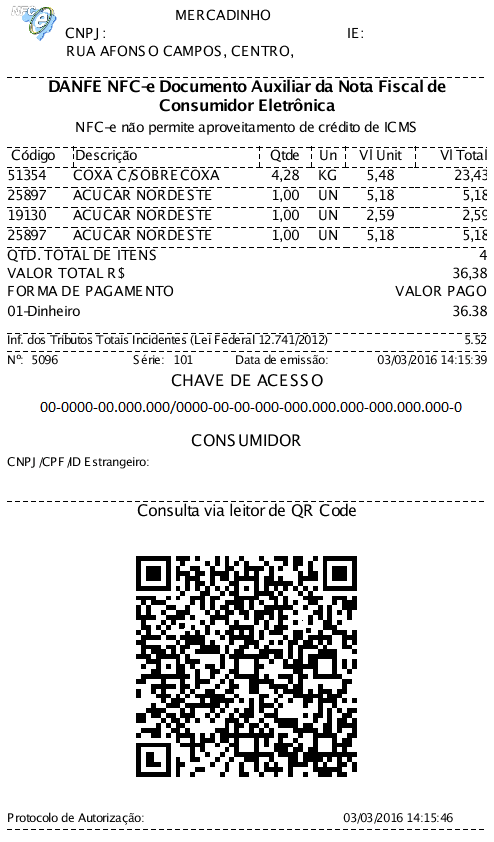 NFC-e
MERCADINHO
CNPJ: IE:
RUA AFONSO CAMPOS, CENTRO,
DANFE NFC-e Documento Auxiliar da Nota Fiscal de
Consumidor Eletrônica
NFC-e não permite aproveitamento de crédito de ICMS
Código Descrição Qtde Un Vl Unit Vl Total
51354 COXA C/SOBRECOXA 4,28 KG 5,48 23,43
25897 ACUCAR NORDESTE 1,00 UN 5,18 5,18
19130 ACUCAR NORDESTE 1,00 UN 2,59 2,59
25897 ACUCAR NORDESTE 1,00 UN 5,18 5,18
QTD. TOTAL DE ITENS 4
VALOR TOTAL R$ 36,38
FORMA DE PAGAMENTO VALOR PAGO
01-Dinheiro 36.38
Inf. dos Tributos Totais Incidentes (Lei Federal 12.741/2012) 5.52
Nº: 5096 Série: 101 Data de emissão: 03/03/2016 14:15:39
CHAVE DE ACESSO
00-0000-00.000.000/0000-00-00-000-000.000.000-000.000.000-0
CONSUMIDOR
CNPJ/CPF/ID Estrangeiro:
Consulta via leitor de QR Code
Protocolo de Autorização: 03/03/2016 14:15:46